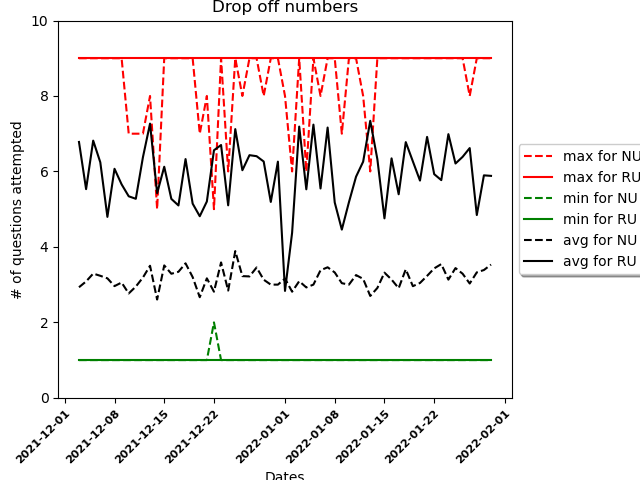 Drop off numbers
# of questions attempted
10
8
6
4
2
0
2021-12-01
2021-12-08
2021-12-15
2021-12-22
2022-01-01
2022-01-08
2022-01-15
2022-01-22
2022-02-01
Dates
max for NU
max for RU
min for NU
min for RU
avg for NU
avg for RU